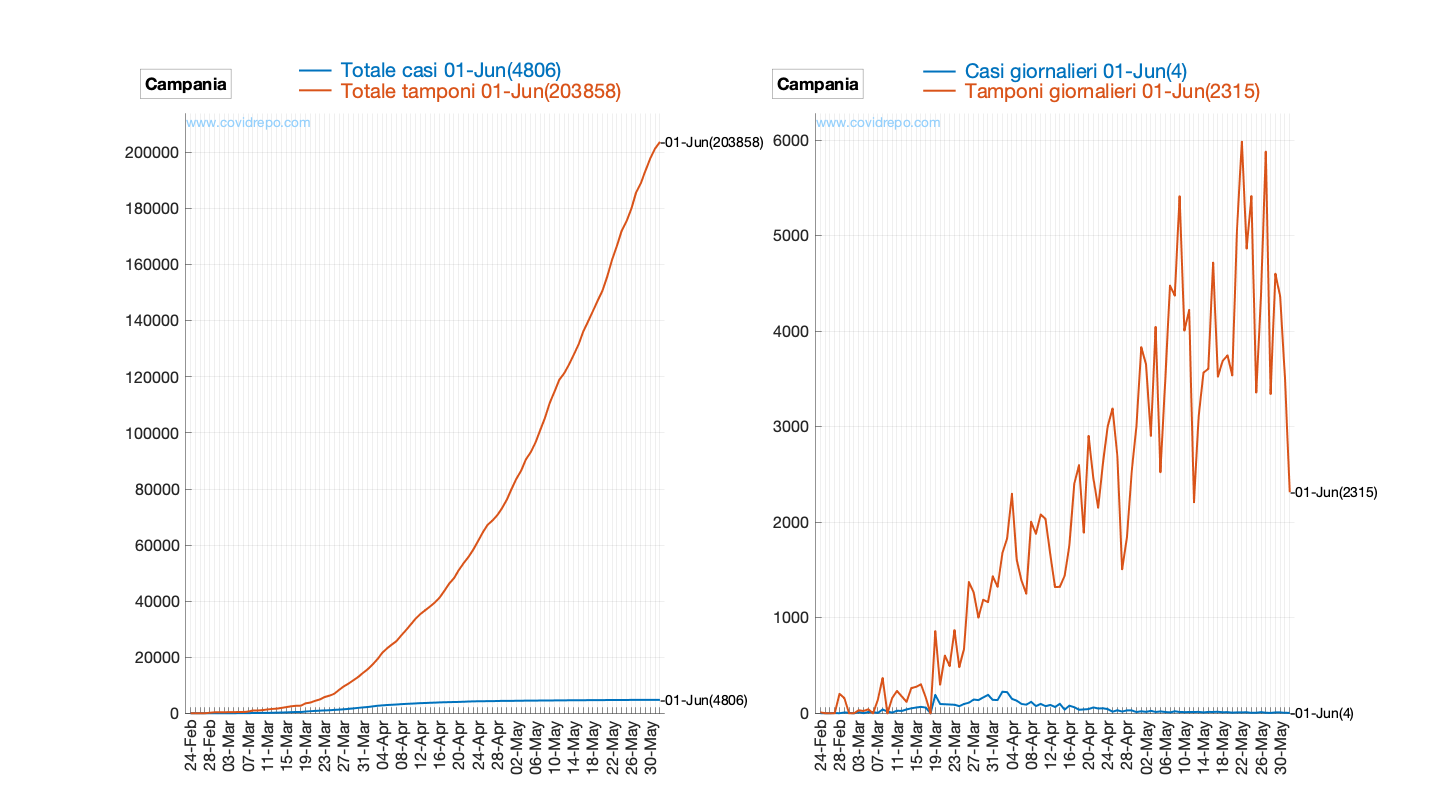 Campania
Totale casi 01-Jun(4806)
Totale tamponi 01-Jun(203858)
www.covidrepo.com
01-Jun(203858)
200000
180000
160000
140000
120000
100000
80000
60000
40000
20000
0
01-Jun(4806)
24-Feb
28-Feb
03-Mar
07-Mar
11-Mar
15-Mar
19-Mar
23-Mar
27-Mar
31-Mar
04-Apr
08-Apr
12-Apr
16-Apr
20-Apr
24-Apr
28-Apr
02-May
06-May
10-May
14-May
18-May
22-May
26-May
30-May
Campania
Casi giornalieri 01-Jun(4)
Tamponi giornalieri 01-Jun(2315)
www.covidrepo.com
6000
5000
4000
3000
2000
1000
0
01-Jun(2315)
01-Jun(4)
24-Feb
28-Feb
03-Mar
07-Mar
11-Mar
15-Mar
19-Mar
23-Mar
27-Mar
31-Mar
04-Apr
08-Apr
12-Apr
16-Apr
20-Apr
24-Apr
28-Apr
02-May
06-May
10-May
14-May
18-May
22-May
26-May
30-May